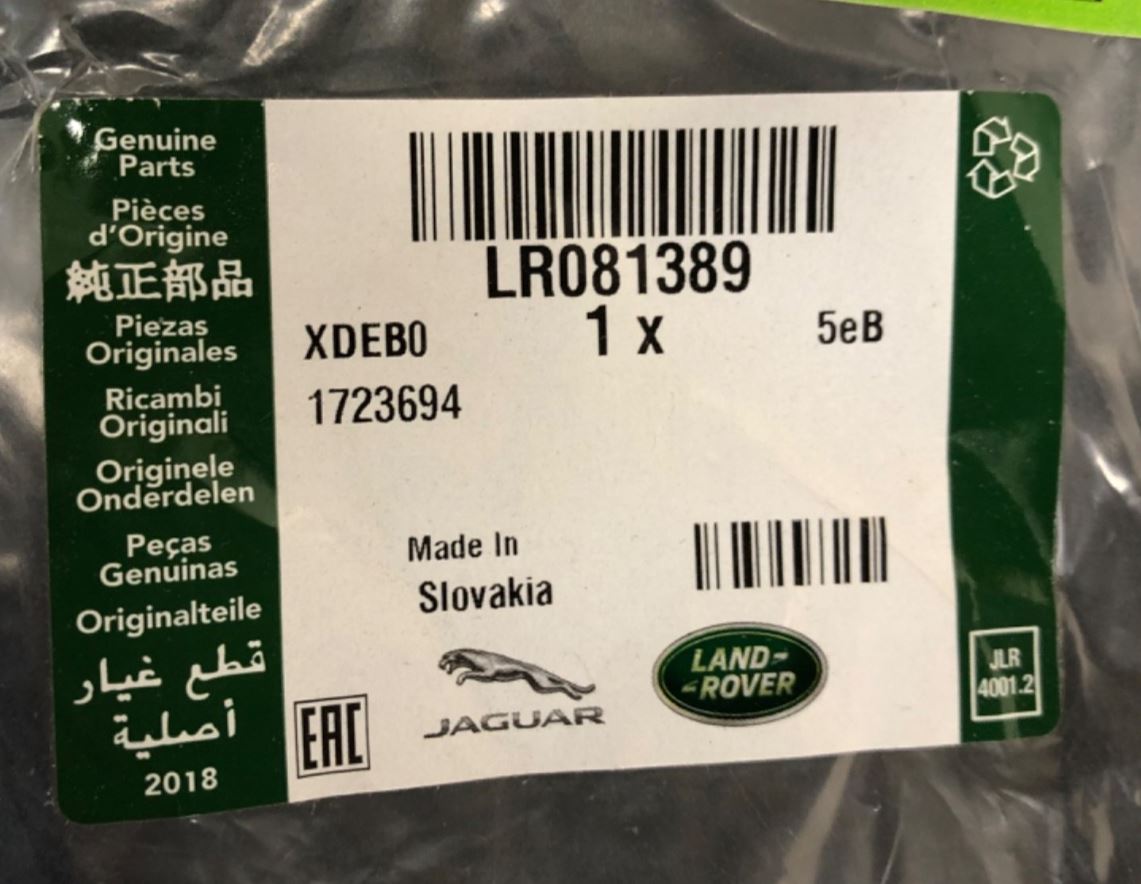 Genuine
Parts
Pièces
d'Origine
純正部品
Piezas
Originales
Ricambi
Originali
Originele
Onderdelen
Peças
Genuinas
Originalteile
قطع غيار
أصلية
2018
LR081389
XDEB0 1 x 5eB
1723694
Made In
Slovakia
EAC
JAGUAR
LAND-
-ROVER
JLR
4001.2